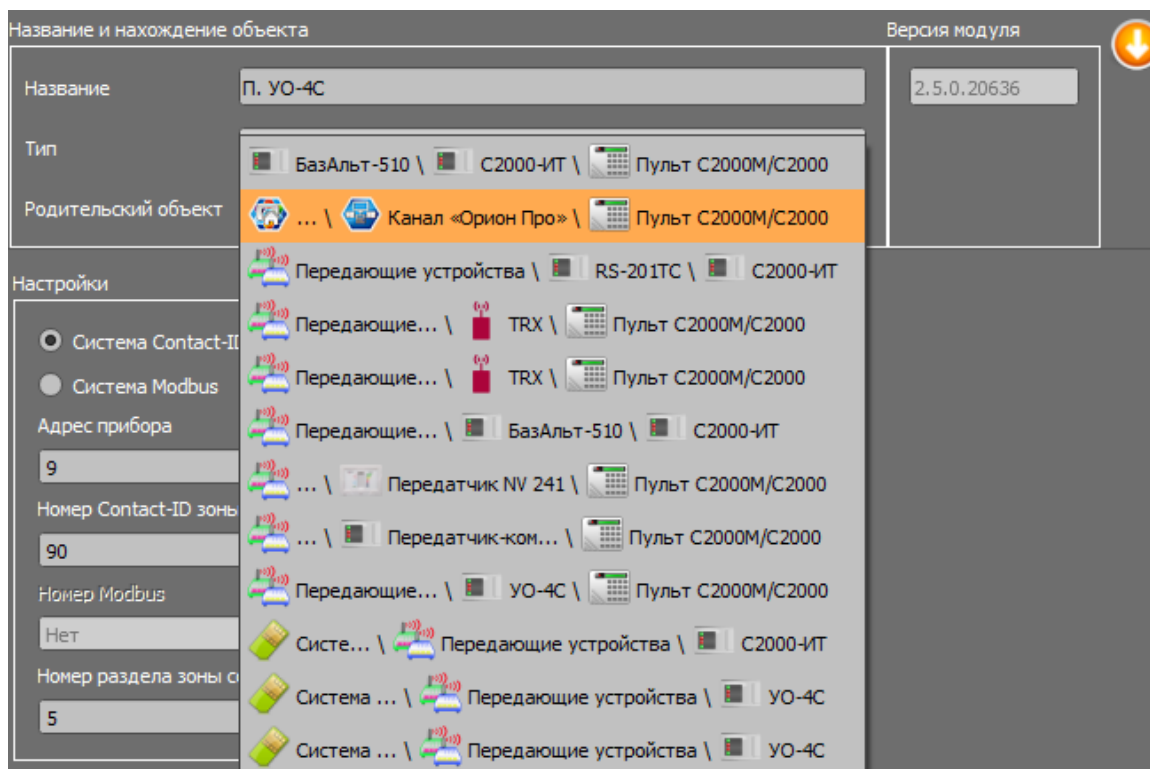 Название и нахождение объекта
Версия модуля
Название
П. УО-4С
2.5.0.20636
Тип
БазАльт-510 \ С2000-ИТ \ Пульт С2000М/С2000
Родительский объект
... \ Канал «Орион Про» \ Пульт С2000М/С2000
Передающие устройства \ RS-201TC \ С2000-ИТ
Настройки
Передающие... \ TRX \ Пульт С2000М/С2000
Система Contact-ID
Передающие... \ TRX \ Пульт С2000М/С2000
Система Modbus
Адрес прибора
Передающие... \ БазАльт-510 \ С2000-ИТ
9
... \ Передатчик NV 241 \ Пульт С2000М/С2000
Номер Contact-ID зоны
... \ Передатчик-ком... \ Пульт С2000М/С2000
90
Номер Modbus
Передающие... \ УО-4С \ Пульт С2000М/С2000
Нет
Систе... \ Передающие устройства \ С2000-ИТ
Номер раздела зоны
Система ... \ Передающие устройства \ УО-4С
5
Система ... \ Передающие устройства \ УО-4С